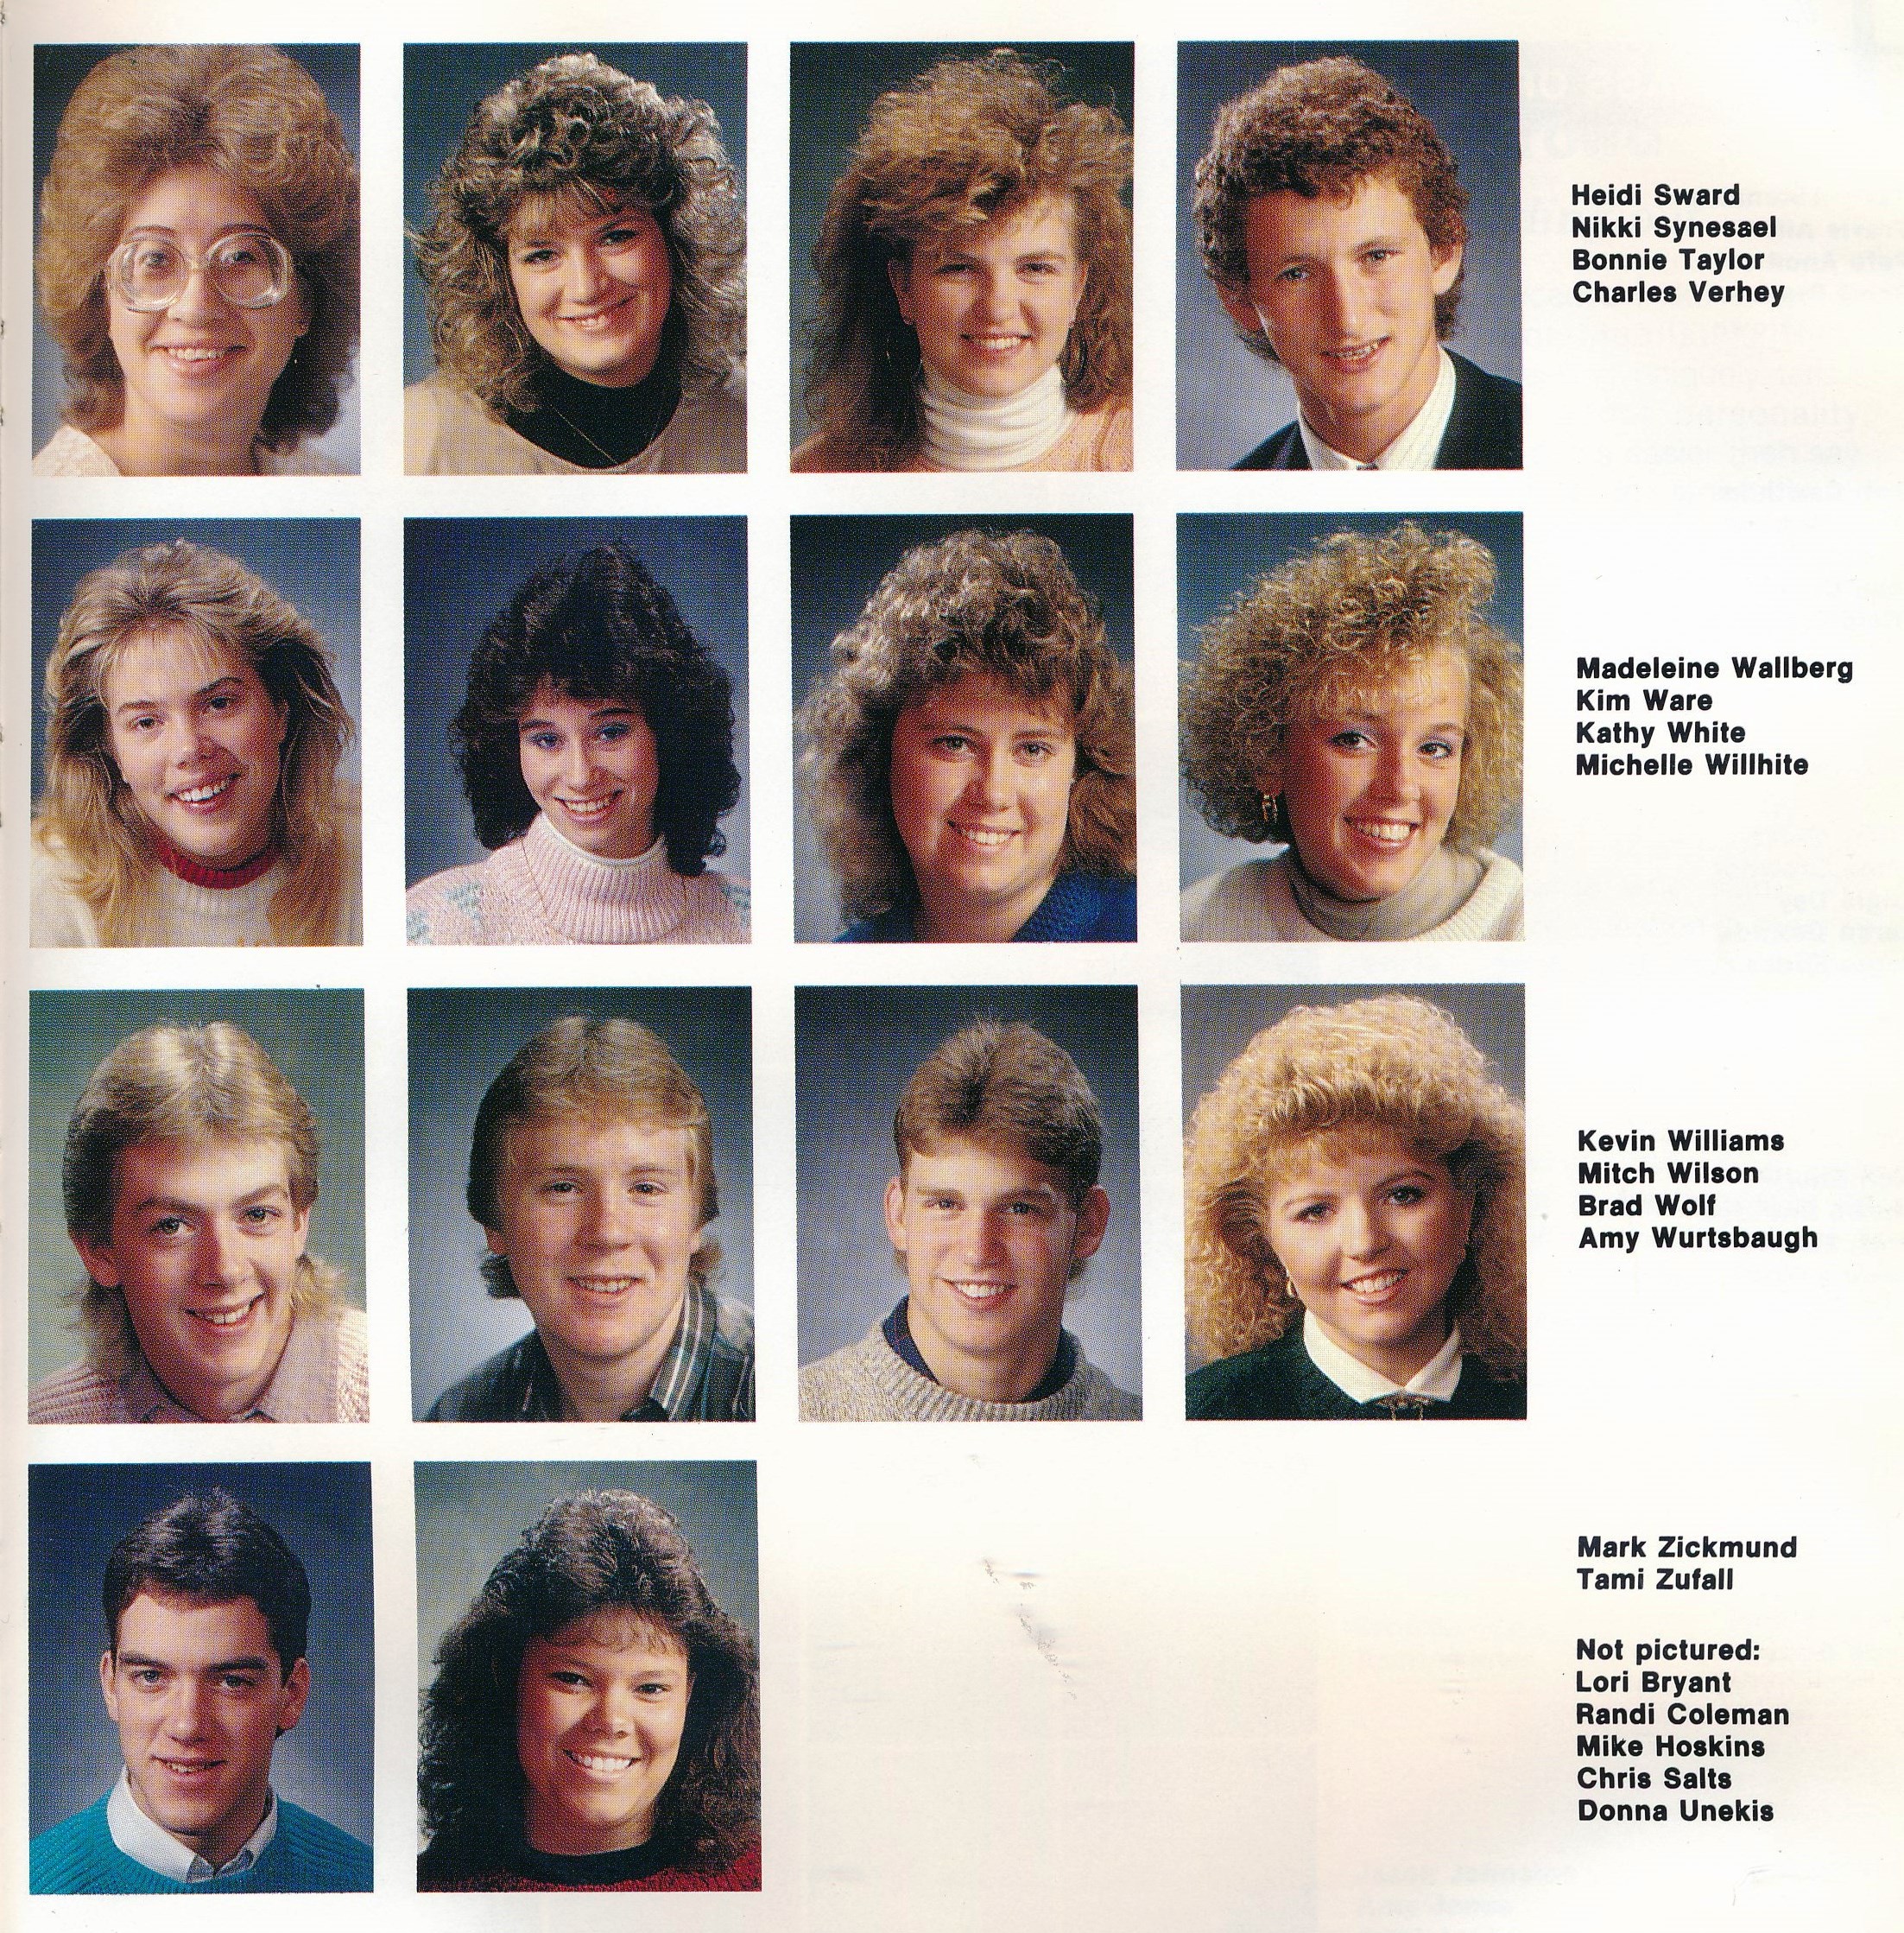 Heidi Sward
Nikki Synesael
Bonnie Taylor
Charles Verhey
Madeleine Wallberg
Kim Ware
Kathy White
Michelle Willhite
Kevin Williams
Mitch Wilson
Brad Wolf
Amy Wurtsbaugh
Mark Zickmund
Tami Zufall
Not pictured:
Lori Bryant
Randi Coleman
Mike Hoskins
Chris Salts
Donna Unekis